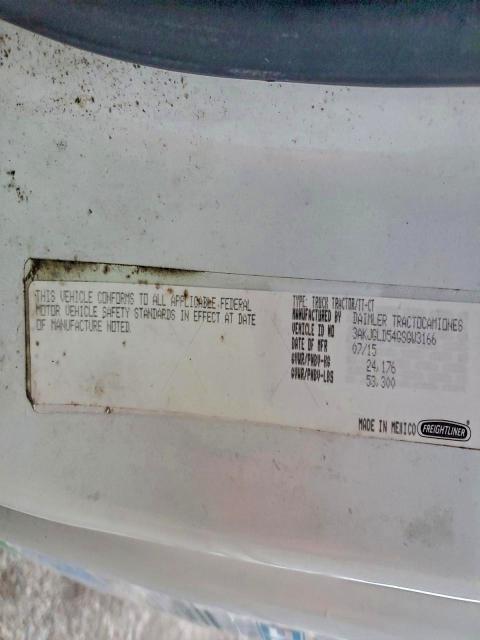 THIS VEHICLE CONFORMS TO ALL APPLICABLE FEDERAL
MOTOR VEHICLE SAFETY STANDARDS IN EFFECT AT DATE
OF MANUFACTURE NOTED.
TYPE: TRUCK TRACTOR/TT-CT
MANUFACTURED BY DAIMLER TRACTOCAMIONES
VEHICLE ID NO
DATE OF MFR 07/15
GVWR/PNBV-KG 24,176
GVWR/PNBV-LBS 53,300
MADE IN MEXICO FREIGHTLINER